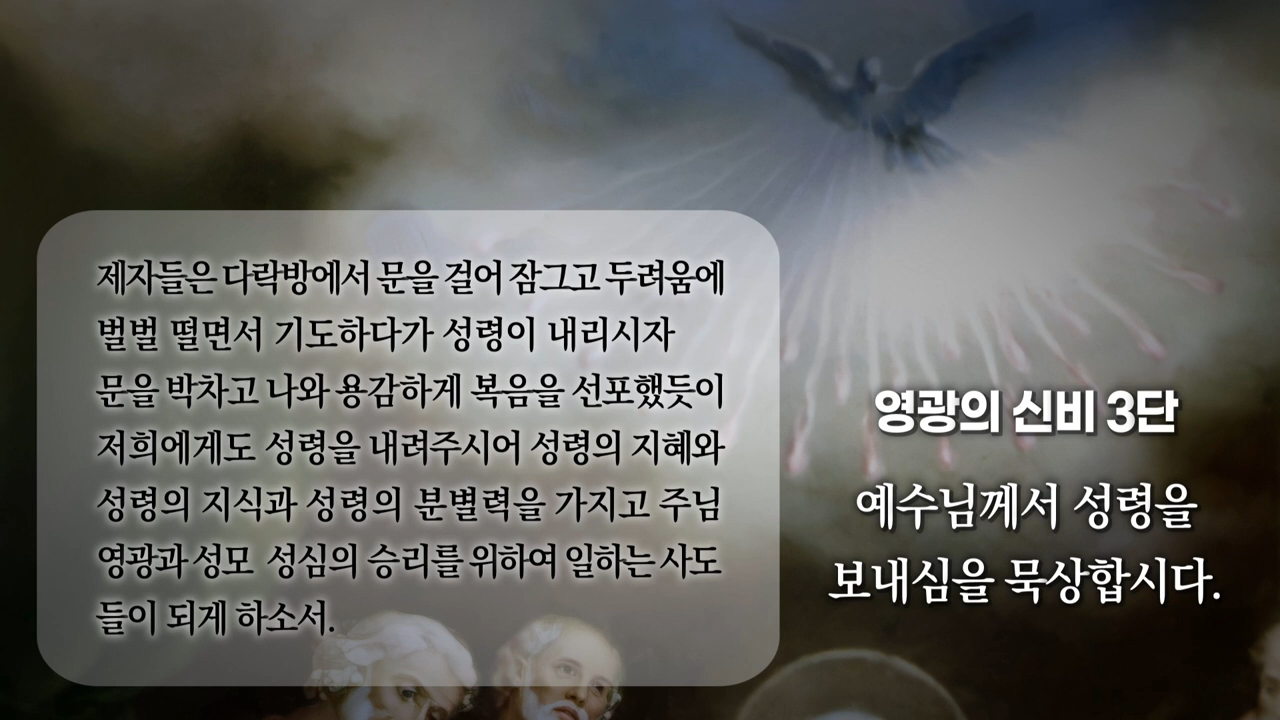 제자들은 다락방에서 문을 걸어 잠그고 두려움에
벌벌 떨면서 기도하다가 성령이 내리시자
문을 박차고 나와 용감하게 복음을 선포했듯이
저희에게도 성령을 내려주시어 성령의 지혜와
성령의 지식과 성령의 분별력을 가지고 주님
영광과 성모 성심의 승리를 위하여 일하는 사도
들이 되게 하소서.
영광의 신비 3단
예수님께서 성령을
보내심을 묵상합시다.